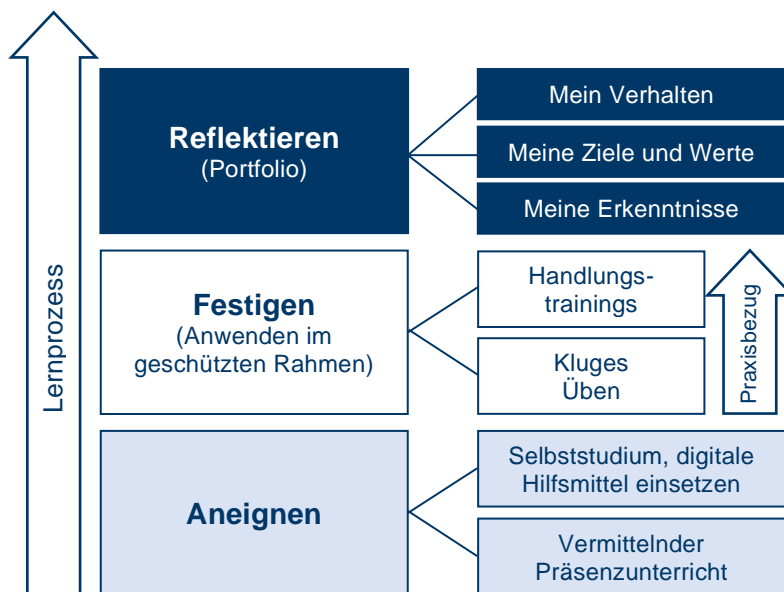 Lernprozess
Reflektieren
(Portfolio)
Mein Verhalten
Meine Ziele und Werte
Meine Erkenntnisse
Festigen
(Anwenden im
geschützten Rahmen)
Handlungs-
trainings
Kluges
Üben
Praxisbezug
Aneignen
Selbststudium, digitale
Hilfsmittel einsetzen
Vermittelnder
Präsenzunterricht